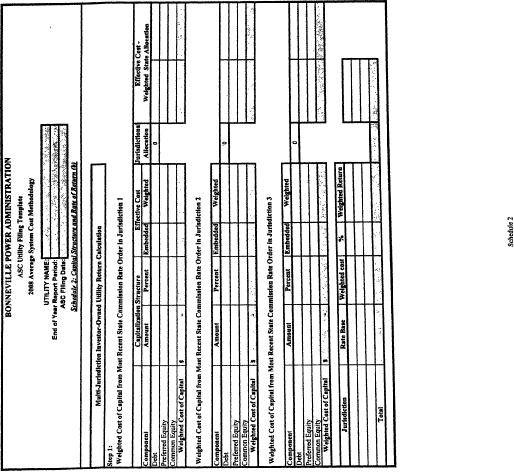 BONNEVILLE POWER ADMINISTRATION
ASC Utility Filing Template
2008 Average System Cost Methodology
UTILITY NAME:
End of Year Report Period:
ASC Filing Date:
Schedule 2: Capital Structure and Rate of Return (%)
Multi-Jurisdiction Investor-Owned Utility Return Calculation
Step 1:
Weighted Cost of Capital from Most Recent State Commission Rate Order in Jurisdiction 1
Capitalization Structure Effective Cost Jurisdictions Effective Cost -
Component Amount Percent Embedded Weighted Allocation Weighted State Allocation
Debt 0
Preferred Equity
Common Equity
Weighted Cost of Capital $ -
Weighted Cost of Capital from Most Recent State Commission Rate Order in Jurisdiction 2
Component Amount Percent Embedded Weighted
Debt 0
Preferred Equity
Common Equity
Weighted Cost of Capital $ -
Weighted Cost of Capital from Most Recent State Commission Rate Order in Jurisdiction 3
Component Amount Percent Embedded Weighted
Debt 0
Preferred Equity
Common Equity
Weighted Cost of Capital $ -
Jurisdiction Rate Base Weighted cost % Weighted Return
Total
Schedule 2